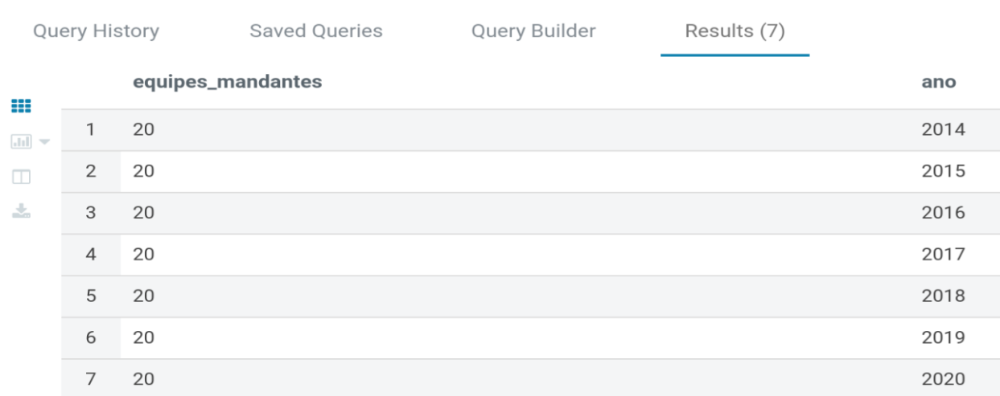 Query History Saved Queries Query Builder Results (7)
equipes_mandantes ano
1 20 2014
2 20 2015
3 20 2016
4 20 2017
5 20 2018
6 20 2019
7 20 2020